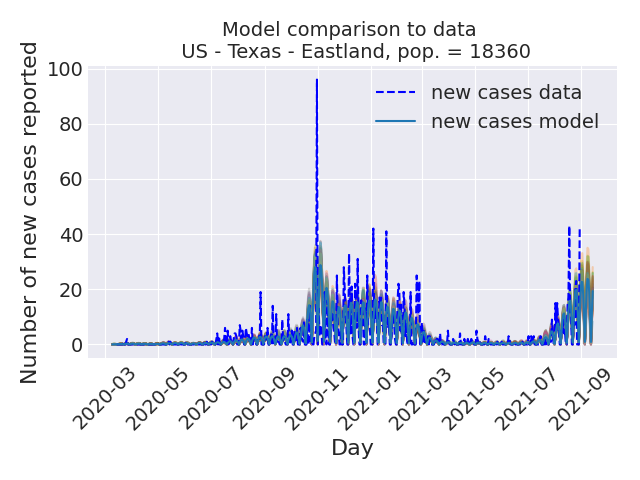 Model comparison to data
US - Texas - Eastland, pop. = 18360
Number of new cases reported
100
80
60
40
20
0
new cases data
new cases model
2020-03
2020-05
2020-07
2020-09
2020-11
2021-01
2021-03
2021-05
2021-07
2021-09
Day